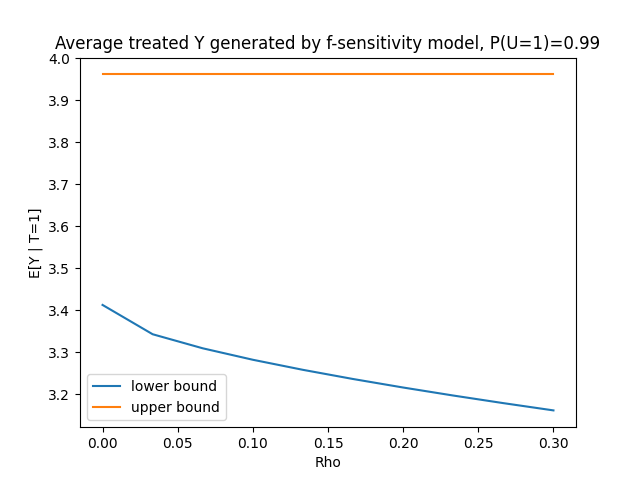 Average treated Y generated by f-sensitivity model, P(U=1)=0.99
4.0
3.9
3.8
3.7
3.6
3.5
3.4
3.3
3.2
E[Y | T=1]
lower bound
upper bound
0.00 0.05 0.10 0.15 0.20 0.25 0.30
Rho